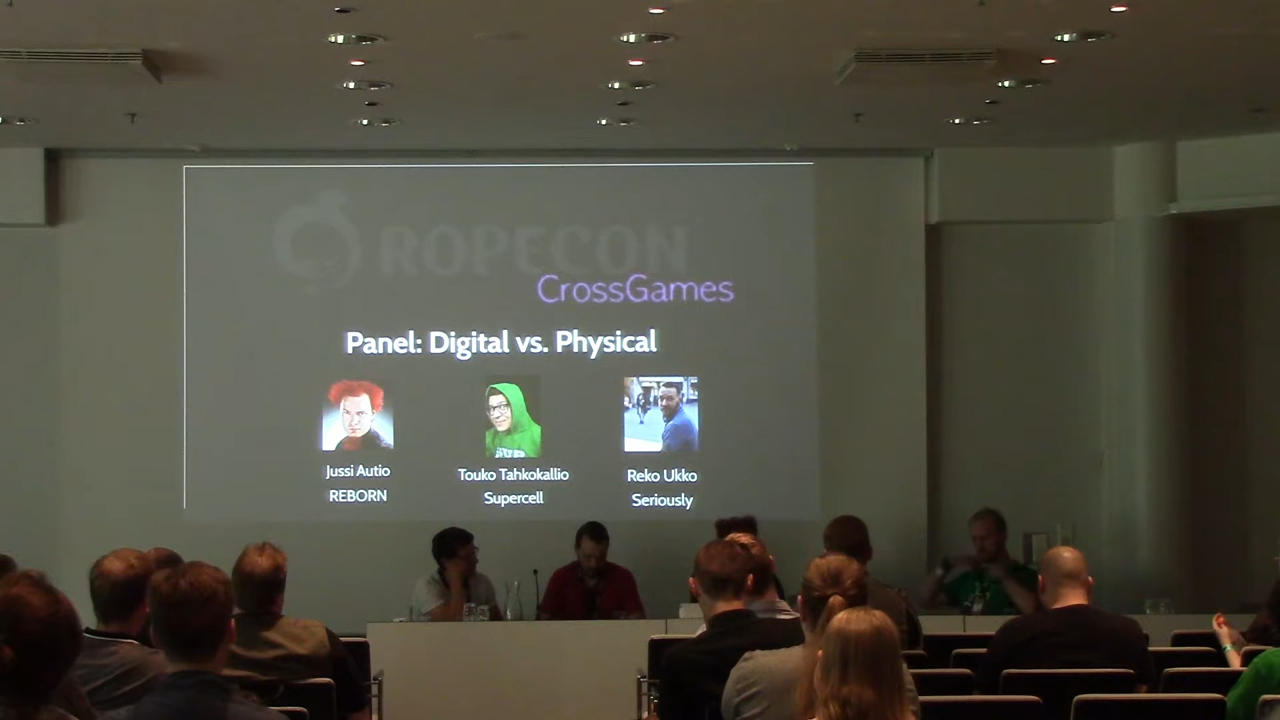 ROPECON
CrossGames
Panel: Digital vs. Physical
Jussi Autio
REBORN
Touko Tahkokallio
Supercell
Reko Ukko
Seriously